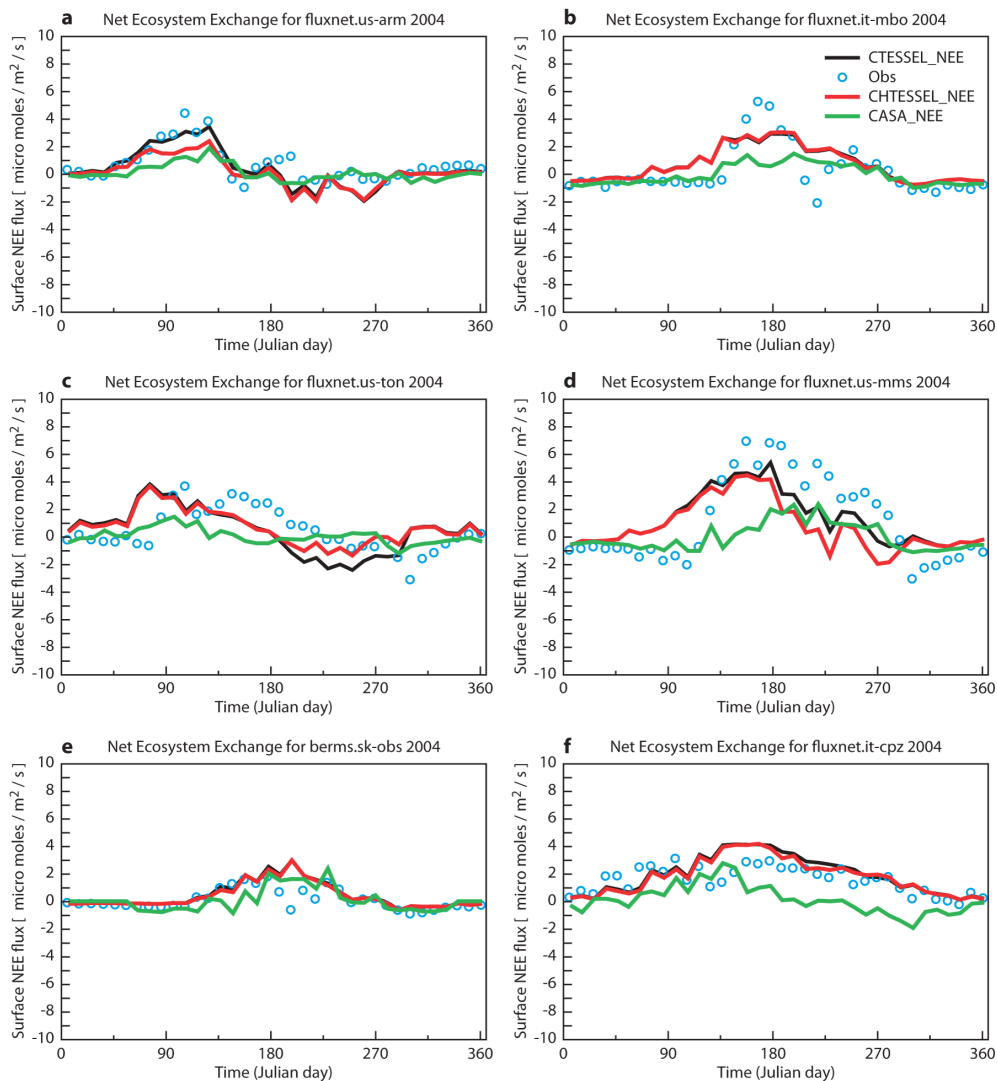 a Net Ecosystem Exchange for fluxnet.us-arm 2004
Surface NEE flux [ micro moles / m² / s ]
10
8
6
4
2
0
-2
-4
-6
-8
-10
0 90 180 270 360
Time (Julian day)
b Net Ecosystem Exchange for fluxnet.it-mbo 2004
CTESSEL_NEE
Obs
CHTESSEL_NEE
CASA_NEE
Surface NEE flux [ micro moles / m² / s ]
10
8
6
4
2
0
-2
-4
-6
-8
-10
0 90 180 270 360
Time (Julian day)
c Net Ecosystem Exchange for fluxnet.us-ton 2004
Surface NEE flux [ micro moles / m² / s ]
10
8
6
4
2
0
-2
-4
-6
-8
-10
0 90 180 270 360
Time (Julian day)
d Net Ecosystem Exchange for fluxnet.us-mms 2004
Surface NEE flux [ micro moles / m² / s ]
10
8
6
4
2
0
-2
-4
-6
-8
-10
0 90 180 270 360
Time (Julian day)
e Net Ecosystem Exchange for berms.sk-obs 2004
Surface NEE flux [ micro moles / m² / s ]
10
8
6
4
2
0
-2
-4
-6
-8
-10
0 90 180 270 360
Time (Julian day)
f Net Ecosystem Exchange for fluxnet.it-cpz 2004
Surface NEE flux [ micro moles / m² / s ]
10
8
6
4
2
0
-2
-4
-6
-8
-10
0 90 180 270 360
Time (Julian day)